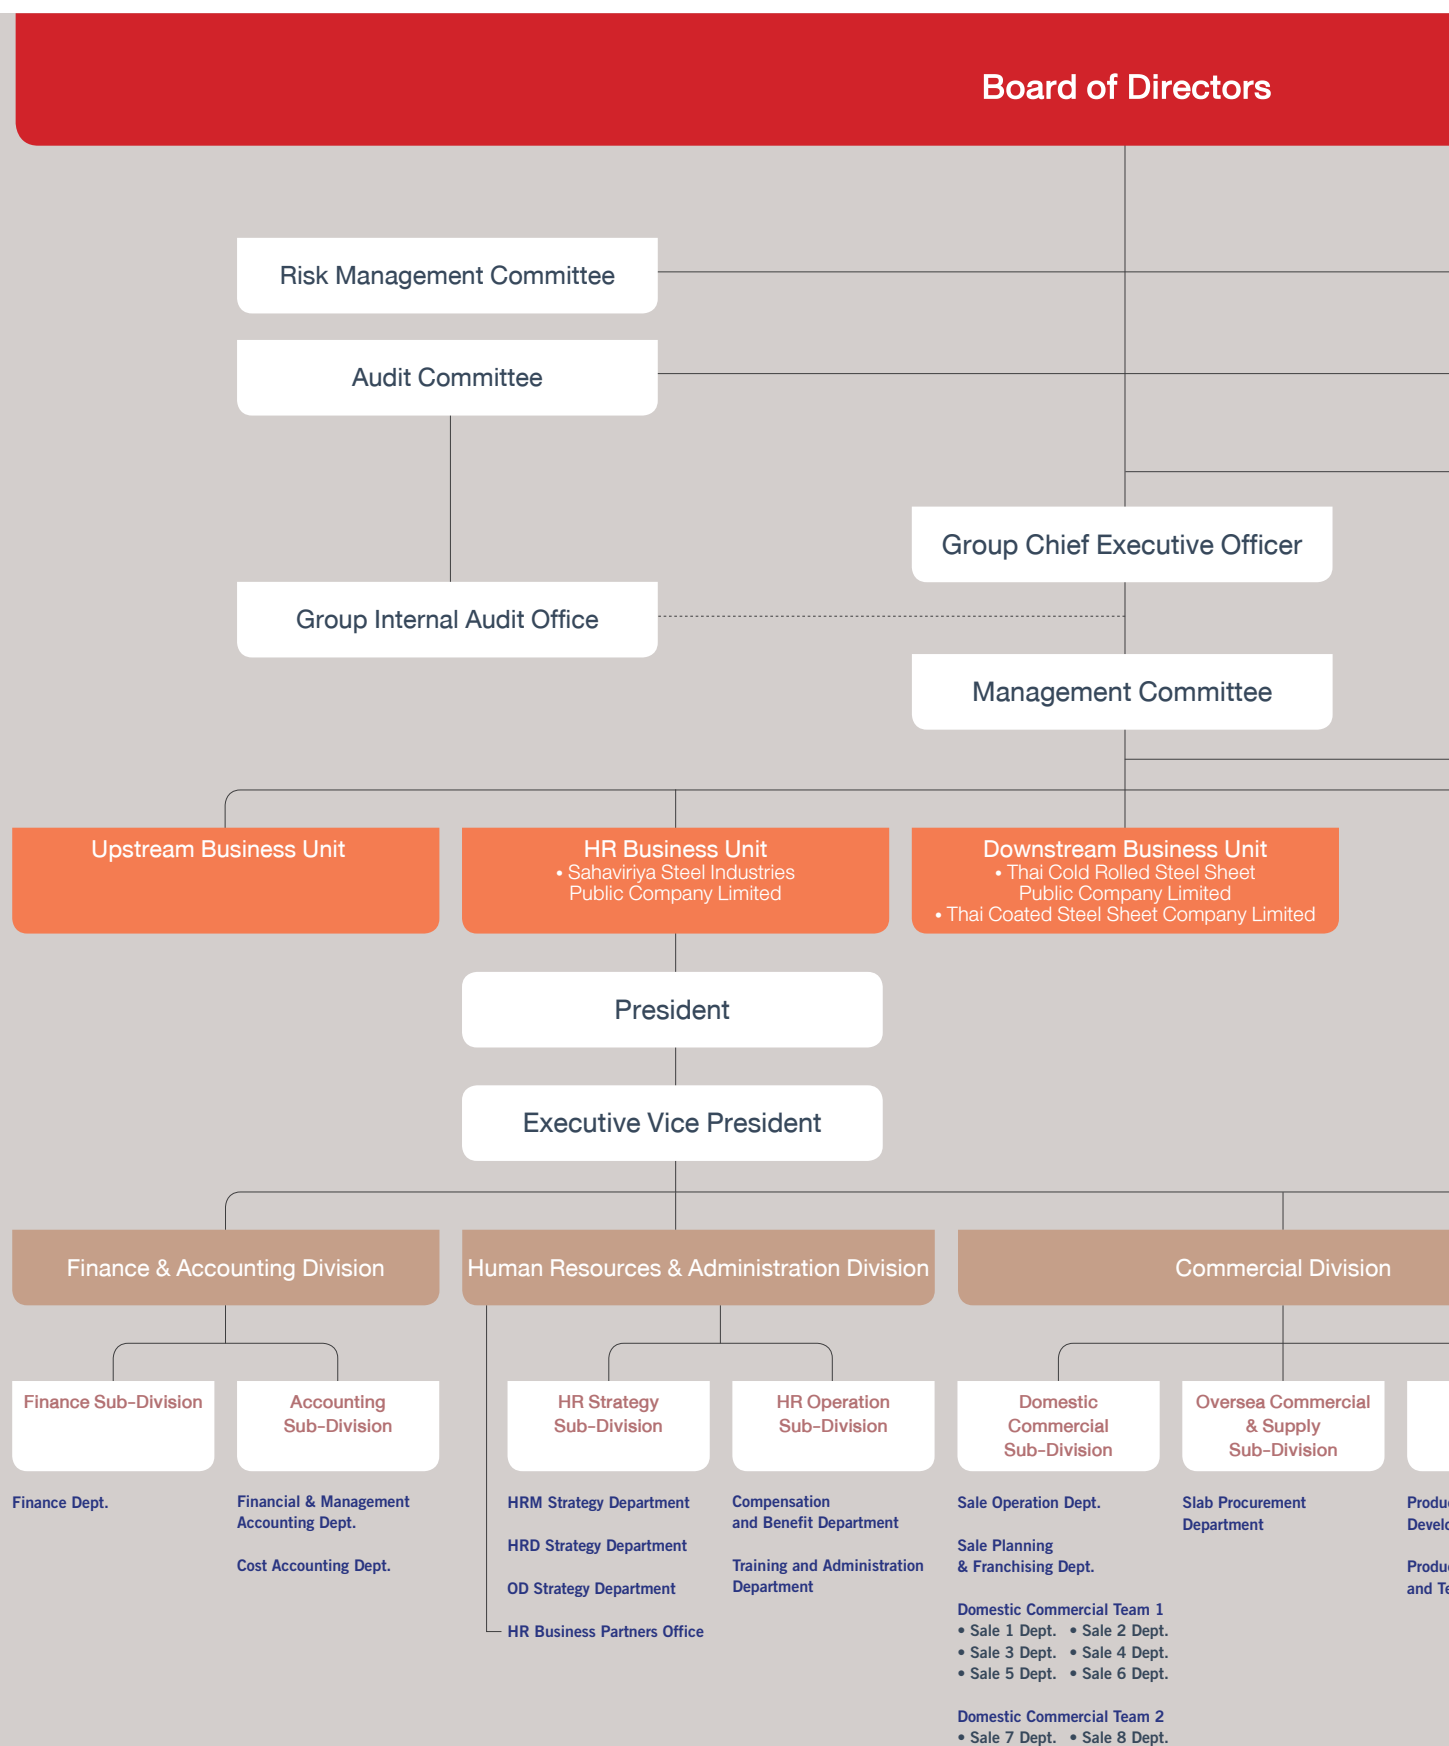 Board of Directors
Risk Management Committee
Audit Committee
Group Chief Executive Officer
Group Internal Audit Office
Management Committee
Upstream Business Unit
HR Business Unit
• Sahaviriya Steel Industries
Public Company Limited
Downstream Business Unit
• Thai Cold Rolled Steel Sheet
Public Company Limited
• Thai Coated Steel Sheet Company Limited
President
Executive Vice President
Finance & Accounting Division
Human Resources & Administration Division
Commercial Division
Finance Sub-Division
Accounting
Sub-Division
HR Strategy
Sub-Division
HR Operation
Sub-Division
Domestic
Commercial
Sub-Division
Oversea Commercial
& Supply
Sub-Division
Finance Dept.
Financial & Management
Accounting Dept.
Cost Accounting Dept.
HRM Strategy Department
HRD Strategy Department
OD Strategy Department
HR Business Partners Office
Compensation
and Benefit Department
Training and Administration
Department
Sale Operation Dept.
Sale Planning
& Franchising Dept.
Domestic Commercial Team 1
• Sale 1 Dept. • Sale 2 Dept.
• Sale 3 Dept. • Sale 4 Dept.
• Sale 5 Dept. • Sale 6 Dept.
Domestic Commercial Team 2
• Sale 7 Dept. • Sale 8 Dept.
Slab Procurement
Department
and